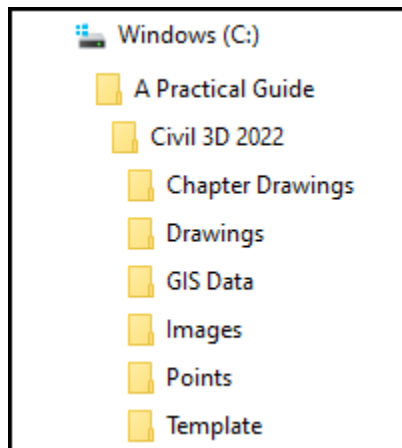 Windows (C:)
A Practical Guide
Civil 3D 2022
Chapter Drawings
Drawings
GIS Data
Images
Points
Template